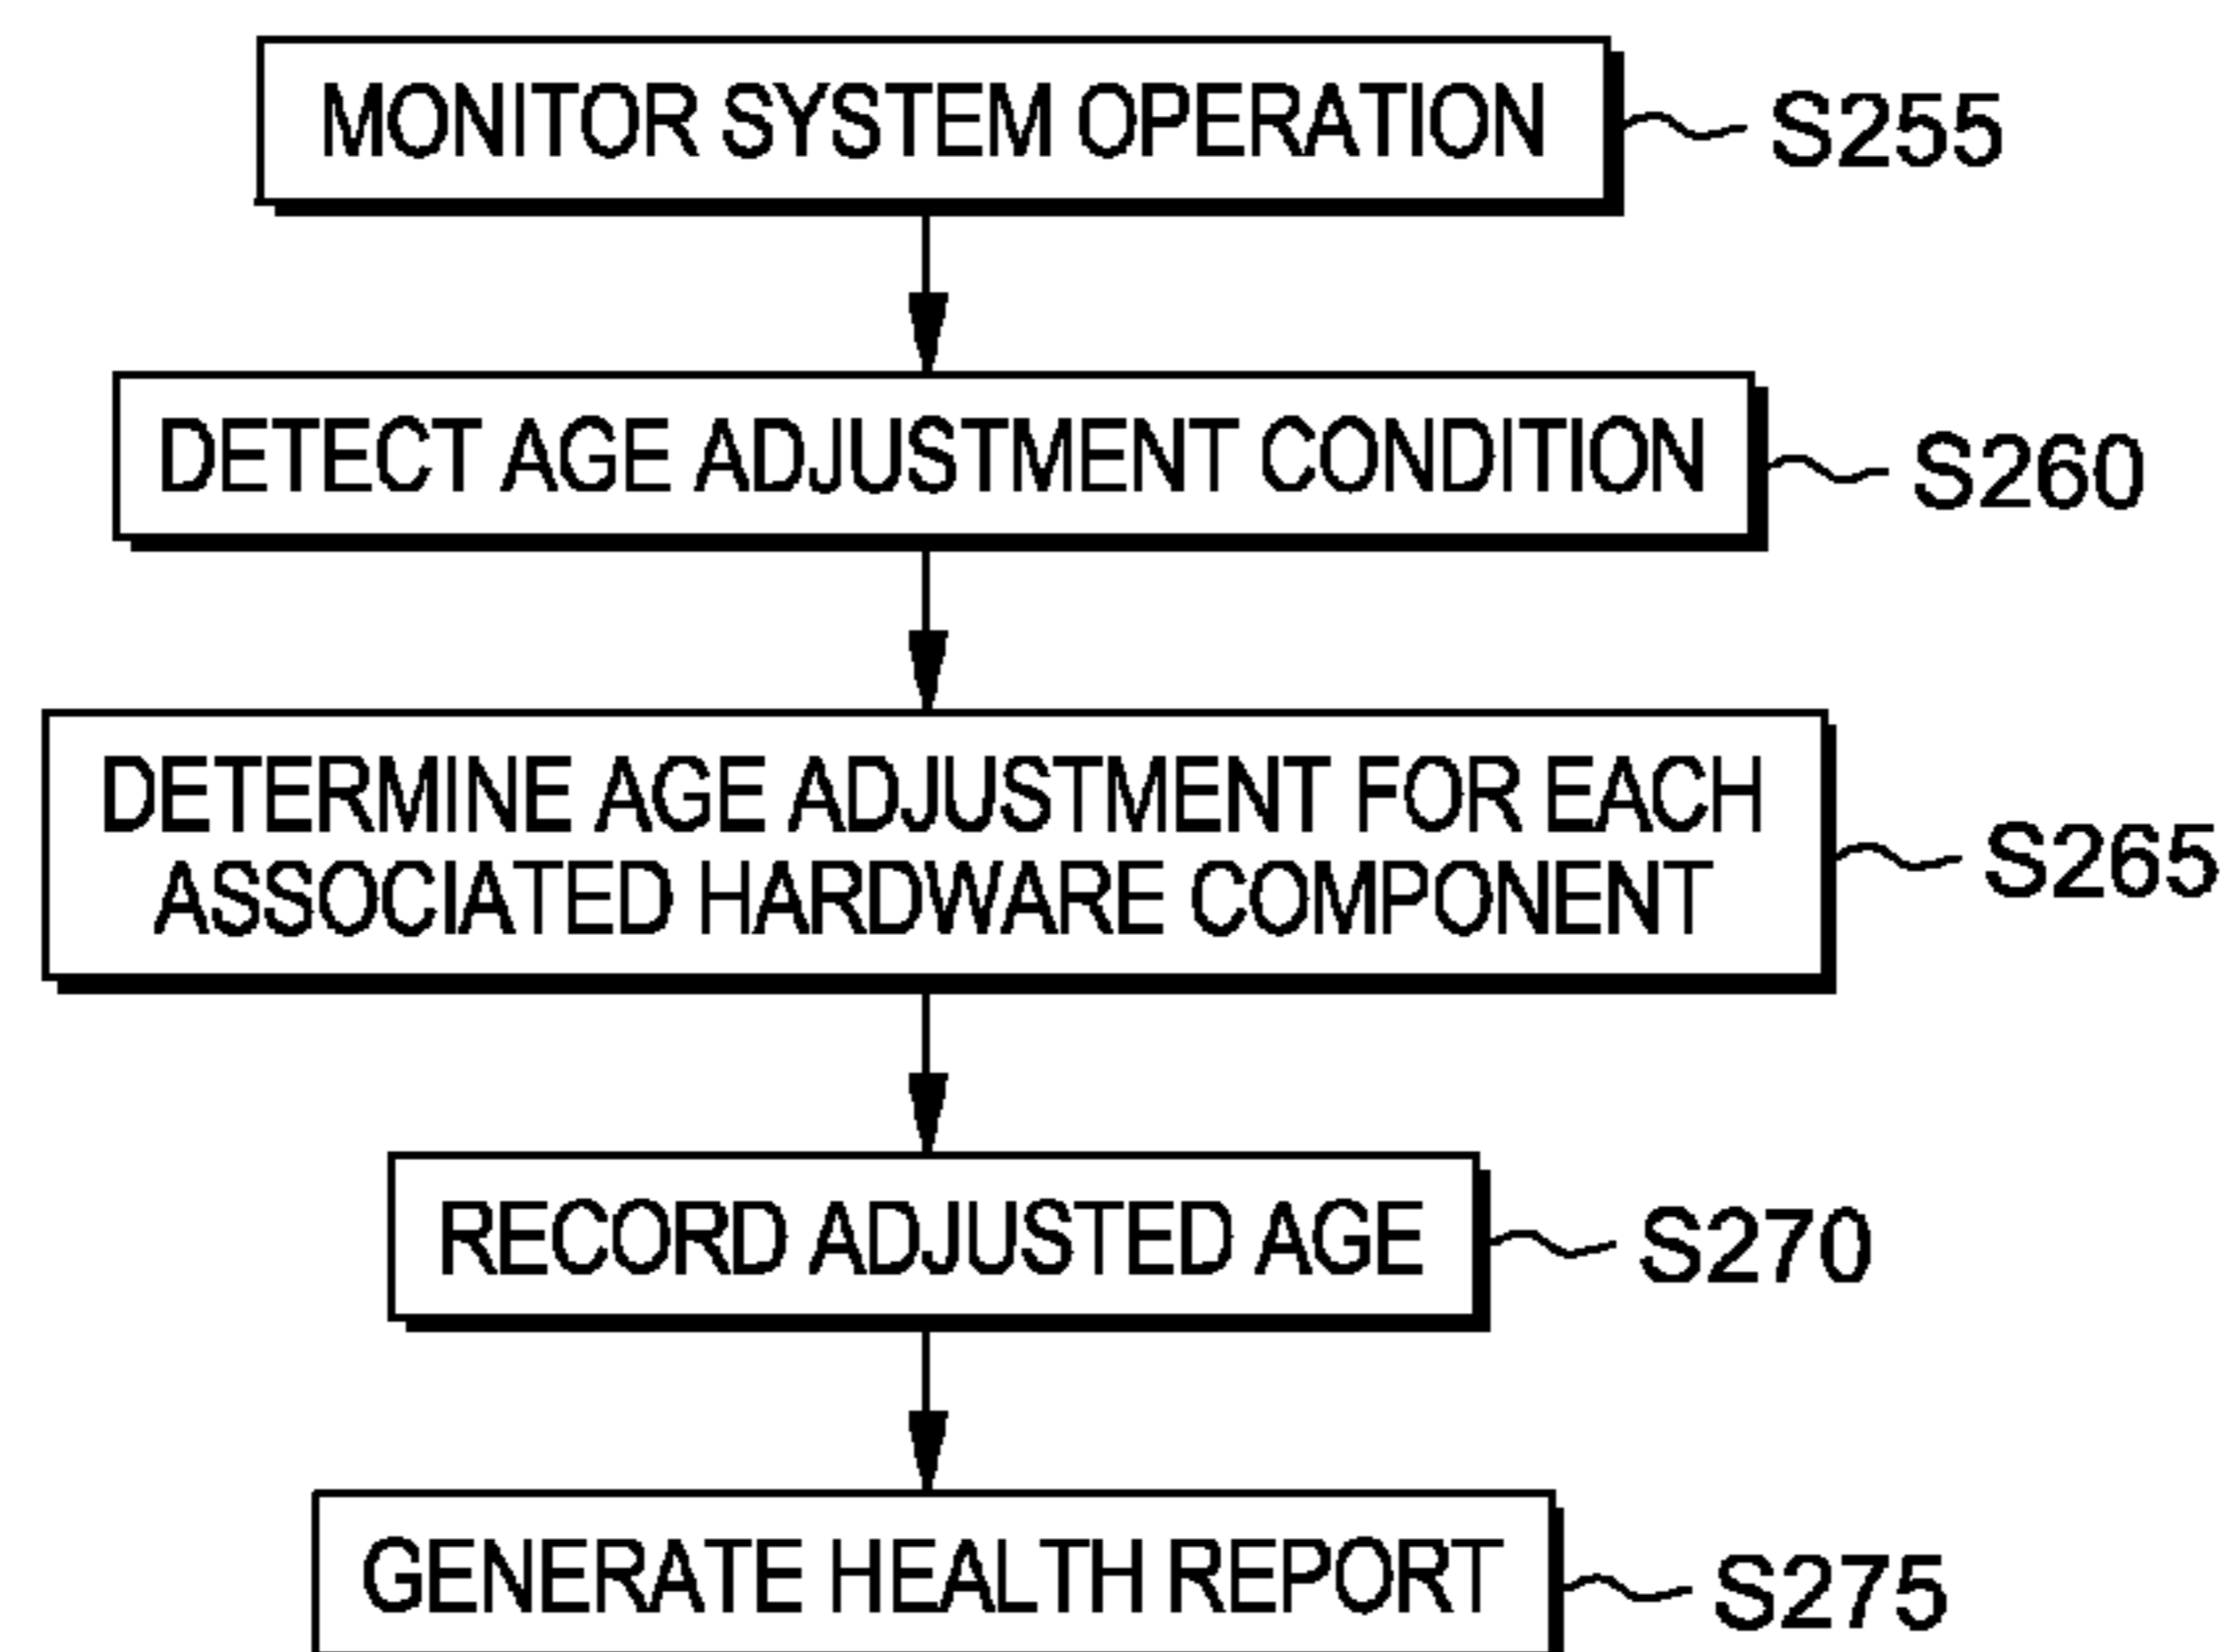 MONITOR SYSTEM OPERATION
S255
DETECT AGE ADJUSTMENT CONDITION
S260
DETERMINE AGE ADJUSTMENT FOR EACH
ASSOCIATED HARDWARE COMPONENT
S265
RECORD ADJUSTED AGE
S270
GENERATE HEALTH REPORT
S275